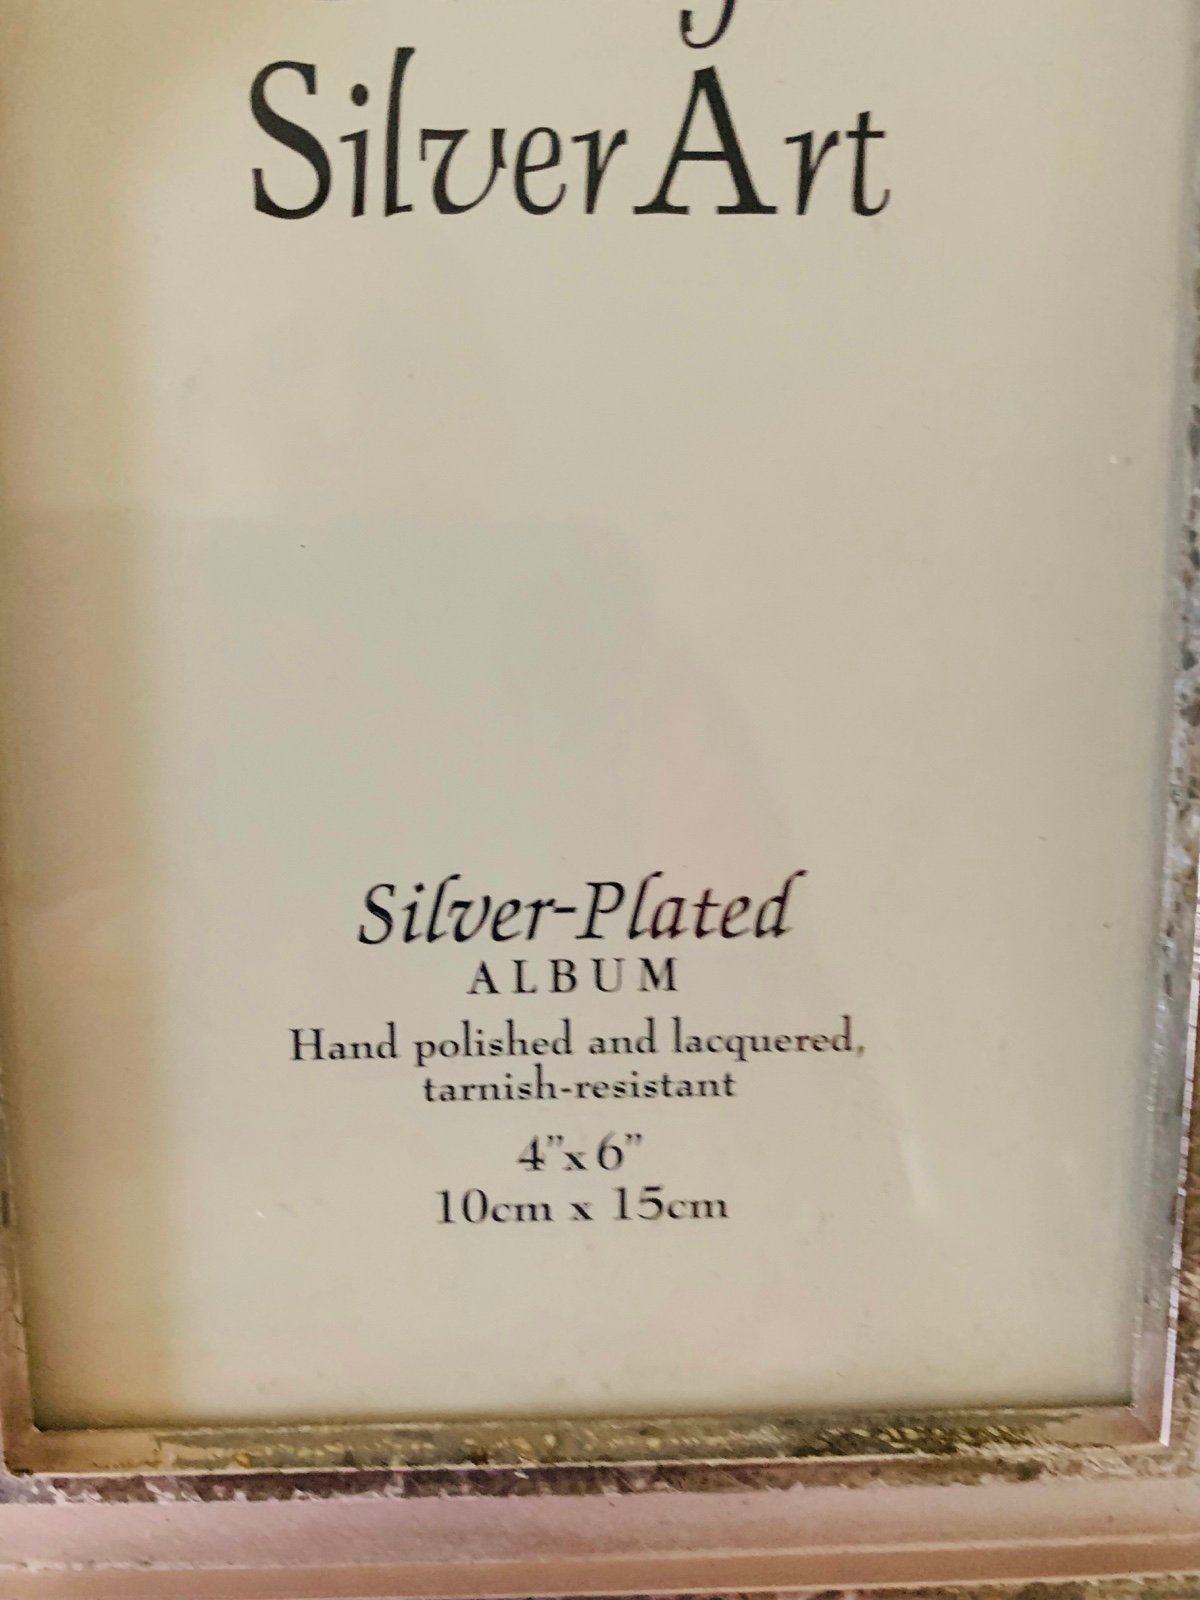 Silver Art
Silver-Plated
ALBUM
Hand polished and lacquered,
tarnish-resistant
4”x 6”
10cm x 15cm